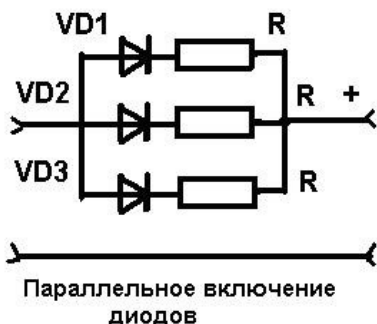 VD1
R
VD2
R
+
VD3
R
Параллельное включение
диодов